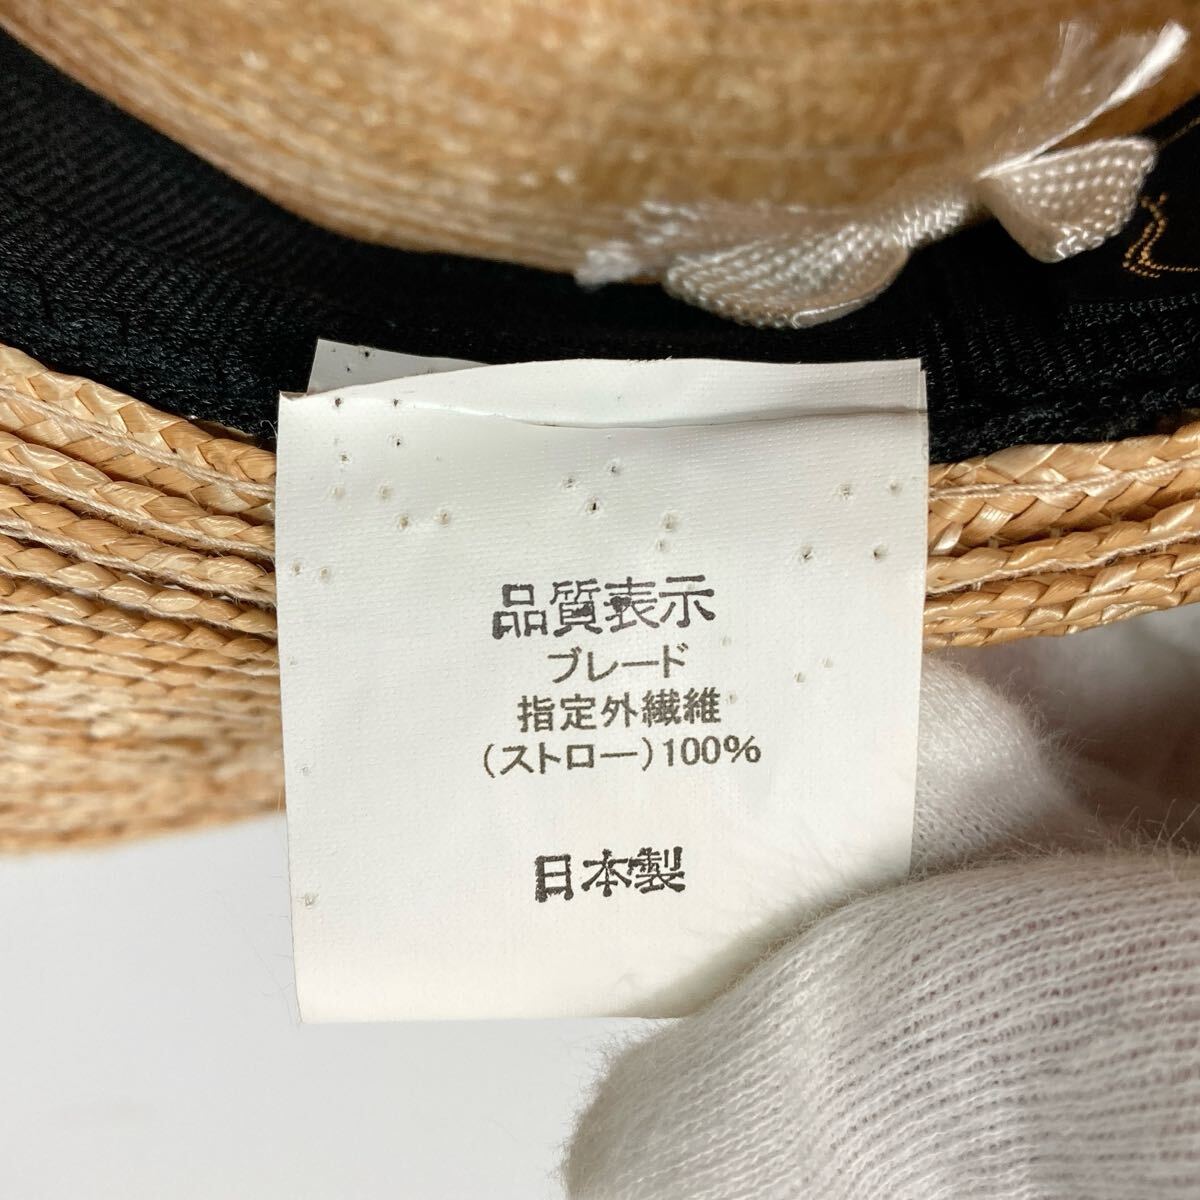 品質表示
ブレード
指定外繊維
(ストロー)100%
日本製